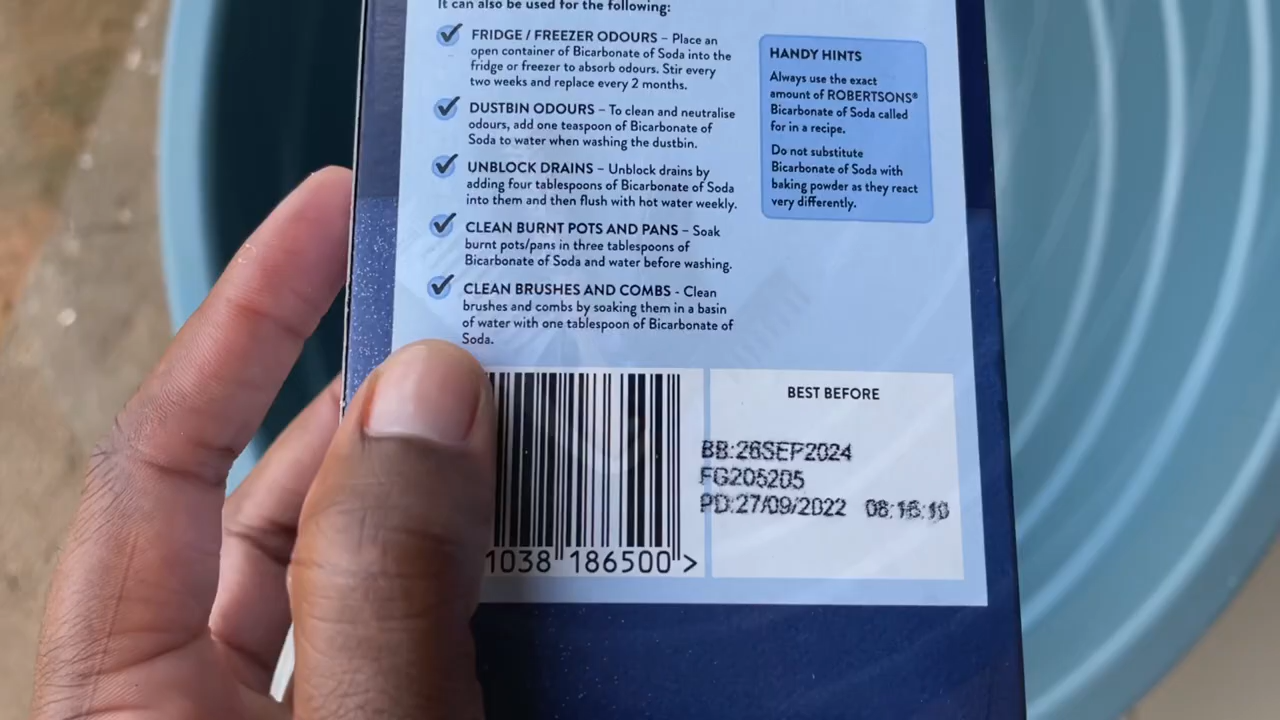 It can also be used for the following:
FRIDGE / FREEZER ODOURS – Place an
open container of Bicarbonate of Soda into the
fridge or freezer to absorb odours. Stir every
two weeks and replace every 2 months.
DUSTBIN ODOURS – To clean and neutralise
odours, add one teaspoon of Bicarbonate of
Soda to water when washing the dustbin.
UNBLOCK DRAINS – Unblock drains by
adding four tablespoons of Bicarbonate of Soda
into them and then flush with hot water weekly.
CLEAN BURNT POTS AND PANS – Soak
burnt pots/pans in three tablespoons of
Bicarbonate of Soda and water before washing.
CLEAN BRUSHES AND COMBS - Clean
brushes and combs by soaking them in a basin
of water with one tablespoon of Bicarbonate of
Soda.
HANDY HINTS
Always use the exact
amount of ROBERTSONS®
Bicarbonate of Soda called
for in a recipe.
Do not substitute
Bicarbonate of Soda with
baking powder as they react
very differently.
1038 186500 >
BEST BEFORE
BB:26SEP2024
FG205205
PD:27/09/2022